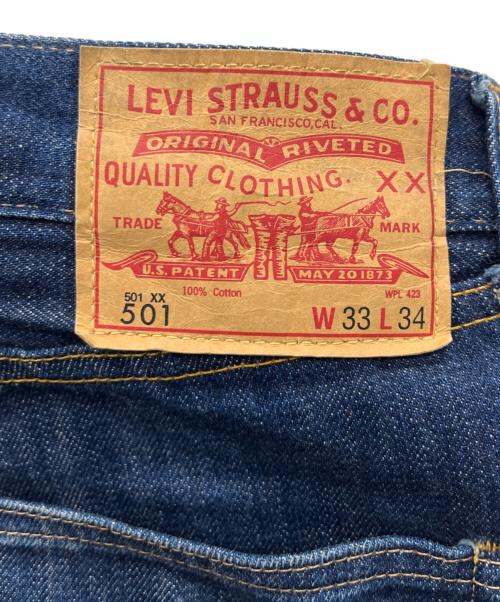 LEVI STRAUSS & CO.
SAN FRANCISCO, CAL.
ORIGINAL RIVETED
QUALITY CLOTHING. XX
TRADE MARK
U.S. PATENT MAY 20 1873
100% Cotton WPL 423
501 XX
501 W 33 L 34